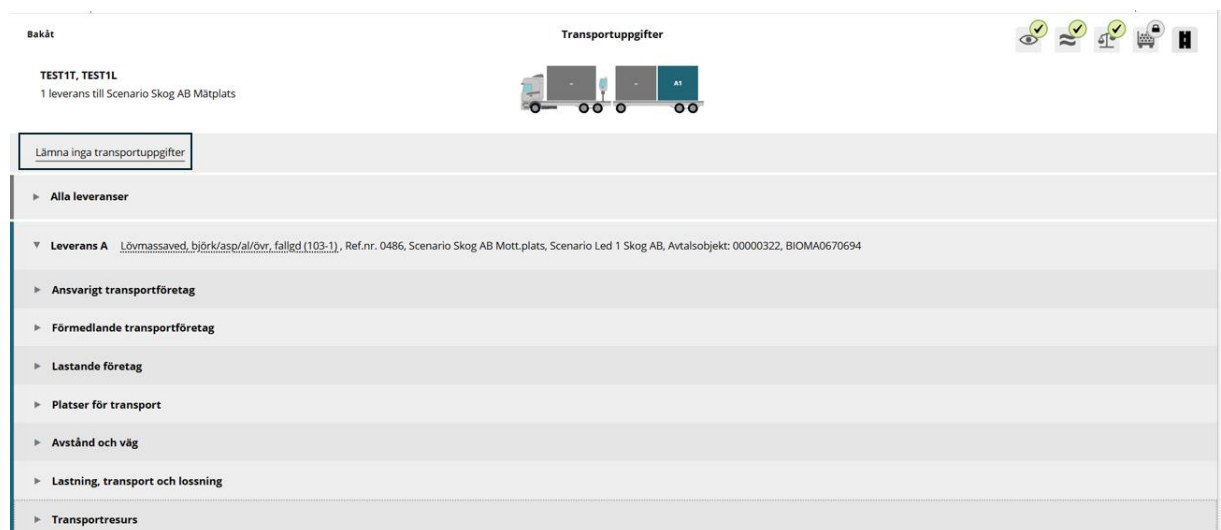 Bakåt
Transportuppgifter
TEST1T, TEST1L
1 leverans till Scenario Skog AB Mätplats
- - A1
Lämna inga transportuppgifter
Alla leveranser
Leverans A Lövmassaved, björk/asp/al/övr, fallgd (103-1) , Ref.nr. 0486, Scenario Skog AB Mott.plats, Scenario Led 1 Skog AB, Avtalsobjekt: 00000322, BIOMA0670694
Ansvarigt transportföretag
Förmedlande transportföretag
Lastande företag
Platser för transport
Avstånd och väg
Lastning, transport och lossning
Transportresurs